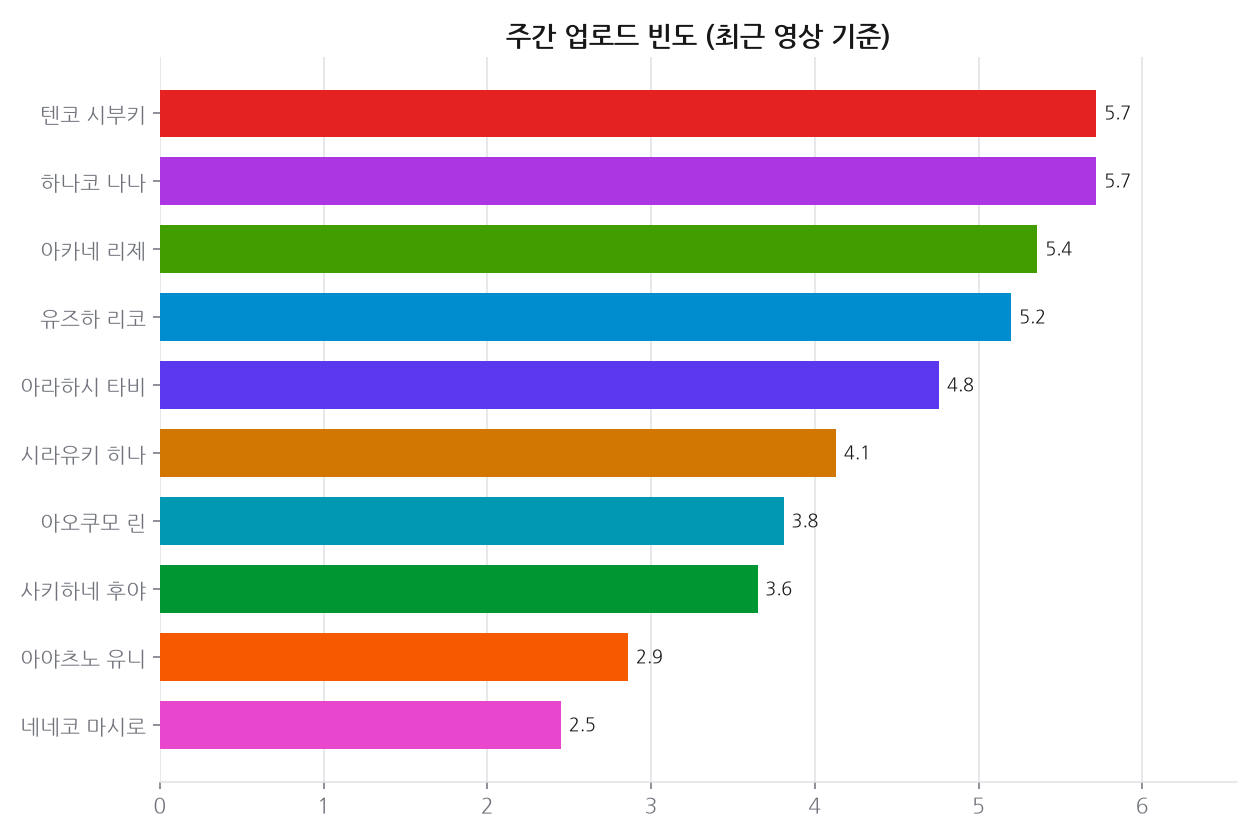 주간 업로드 빈도 (최근 영상 기준)
텐코 시부키 5.7
하나코 나나 5.7
아카네 리제 5.4
유즈하 리코 5.2
아라하시 타비 4.8
시라유키 히나 4.1
아오쿠모 린 3.8
사키하네 후야 3.6
아야츠노 유니 2.9
네네코 마시로 2.5
0 1 2 3 4 5 6